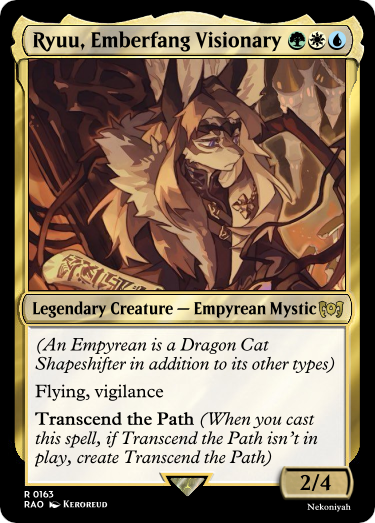 Ryuu, Emberfang Visionary
Legendary Creature — Empyrean Mystic
(An Empyrean is a Dragon Cat
Shapeshifter in addition to its other types)
Flying, vigilance
Transcend the Path (When you cast
this spell, if Transcend the Path isn't in
play, create Transcend the Path)
2/4
R 0163
RAO Keroreud
Nekoniyah